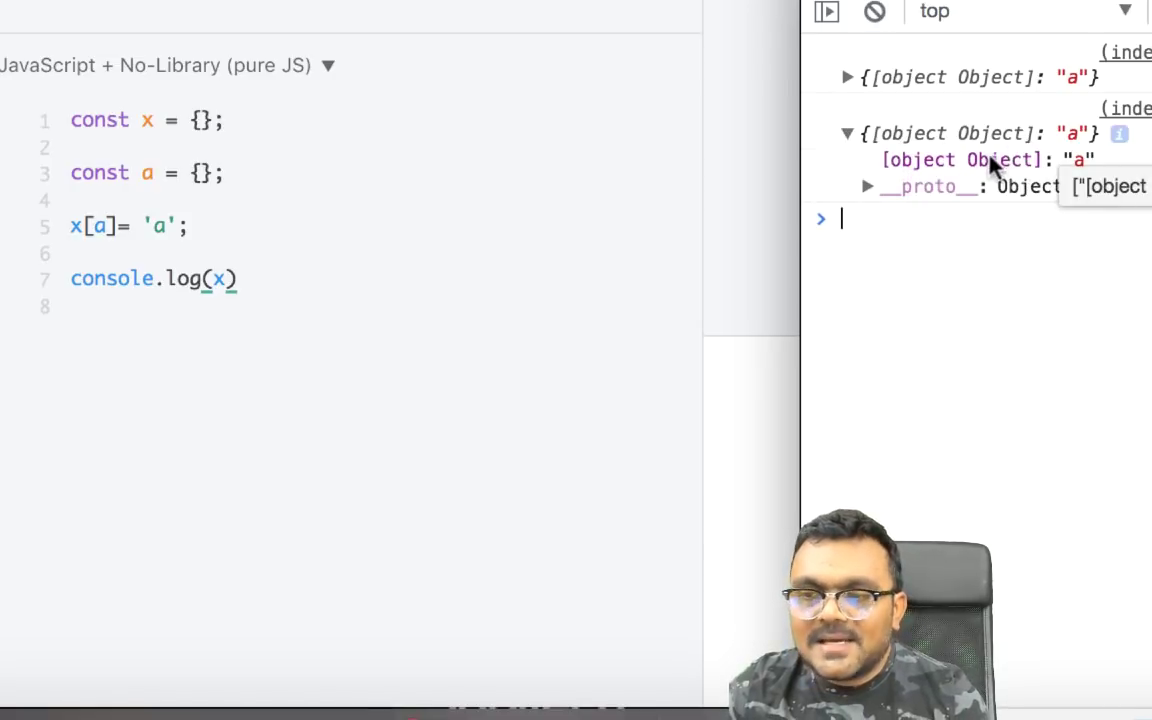 JavaScript + No-Library (pure JS) ▼
1 const x = {};
2
3 const a = {};
4
5 x[a]= 'a';
6
7 console.log(x)
8
top ▼
(inde
▶ {[object Object]: "a"}
(inde
▼ {[object Object]: "a"} i
[object Object]: "a"
▶ __proto__: Object
["[object
>